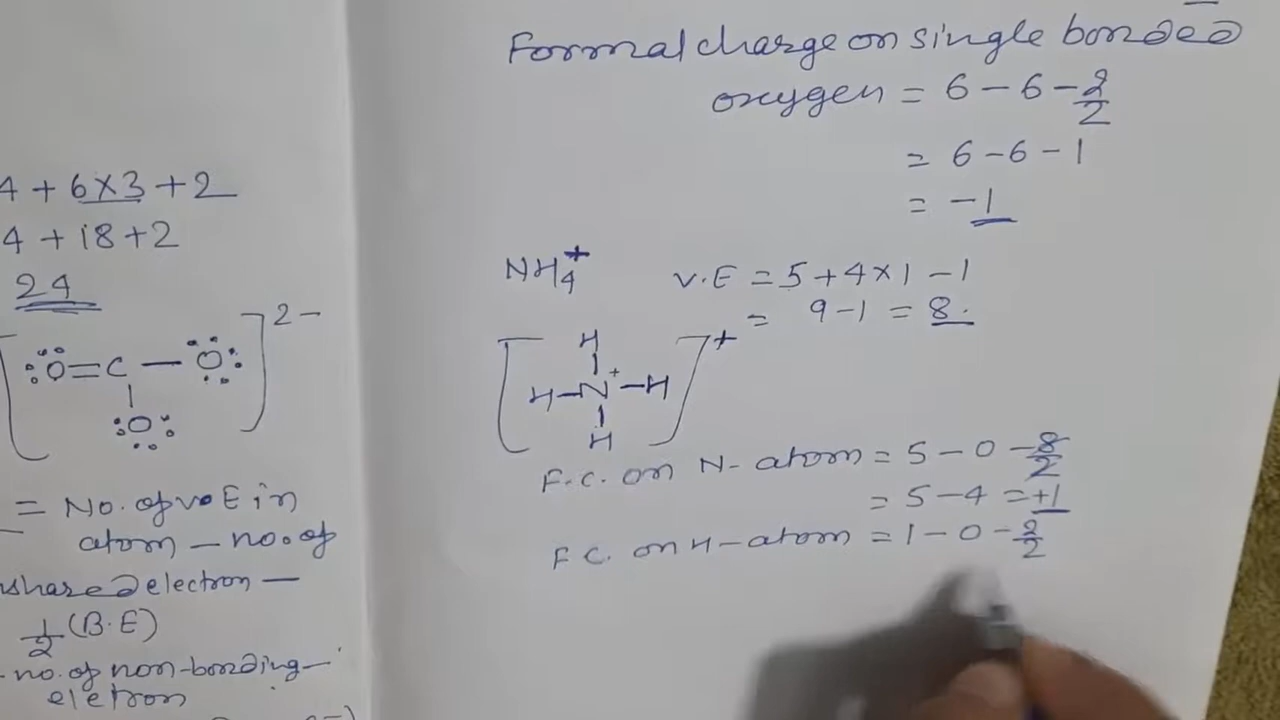 4 + 6×3 + 2
4 + 18 + 2
24
[:O=C—O:]2-
|
:O:
= No. of v.E in
atom – no. of
shared electron –
1/2 (B.E)
- no. of non-bonding –
eletron
Formal charge on single bonded
oxygen = 6 – 6 – 2/2
= 6 – 6 – 1
= – 1
NH4+ V.E = 5 + 4×1 – 1
= 9 – 1 = 8.
[H +
H–N+–H
H]
F.C. on N-atom = 5 – 0 – 8/2
= 5 – 4 = +1
F.C. on H-atom = 1 – 0 – 2/2